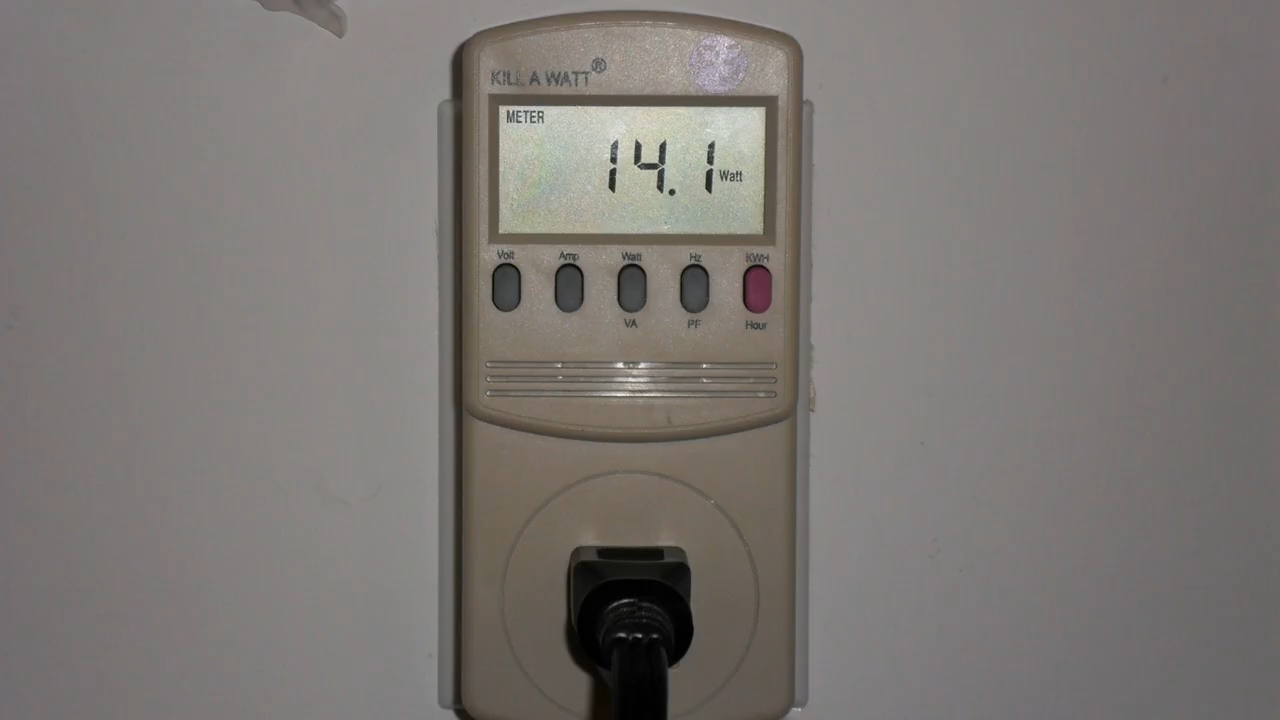 KILL A WATT®
METER
14.1 Watt
Volt Amp Watt Hz KWH
VA PF Hour